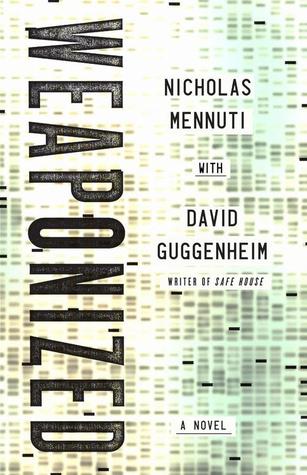 WEAPONIZED
NICHOLAS
MENNUTI
WITH
DAVID
GUGGENHEIM
WRITER OF SAFE HOUSE
A NOVEL